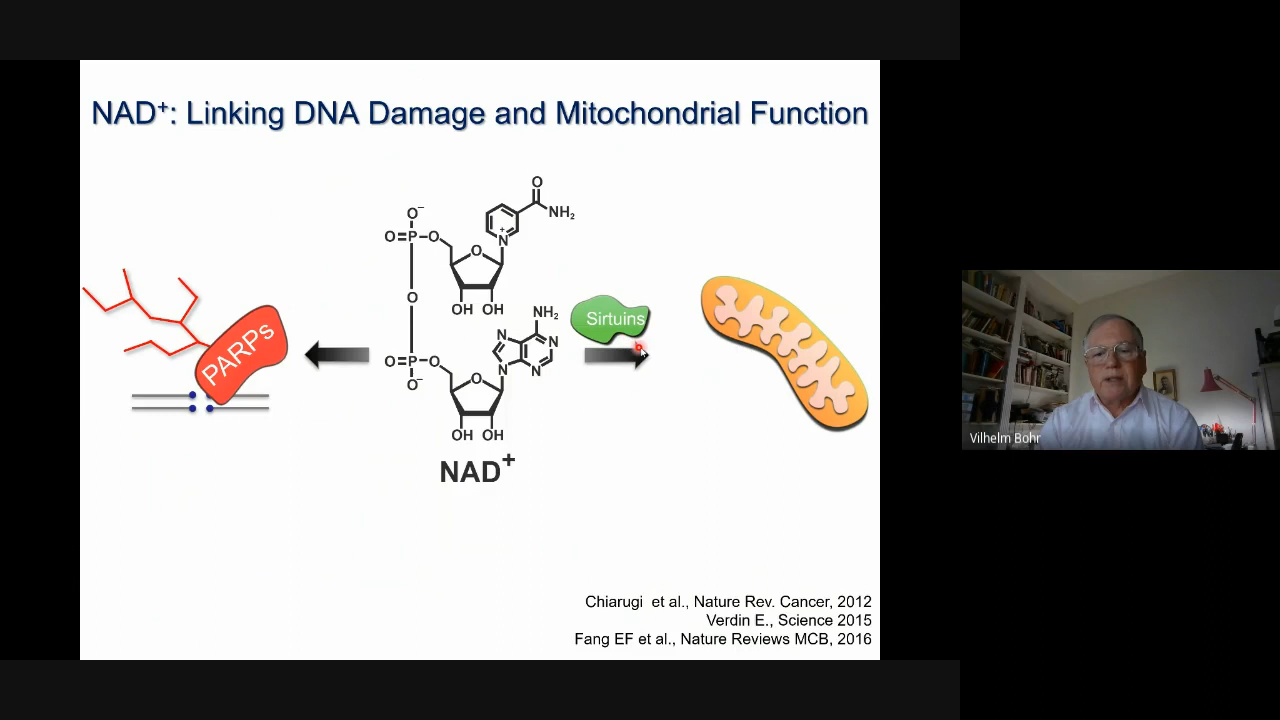 NAD⁺: Linking DNA Damage and Mitochondrial Function
O
NH₂
O⁻
O=P–O
N⁺
O
OH OH
O
NH₂
N N
N N
O=P–O
O⁻
O
OH OH
NAD⁺
PARPs
Sirtuins
Chiarugi et al., Nature Rev. Cancer, 2012
Verdin E., Science 2015
Fang EF et al., Nature Reviews MCB, 2016
Vilhelm Bohr